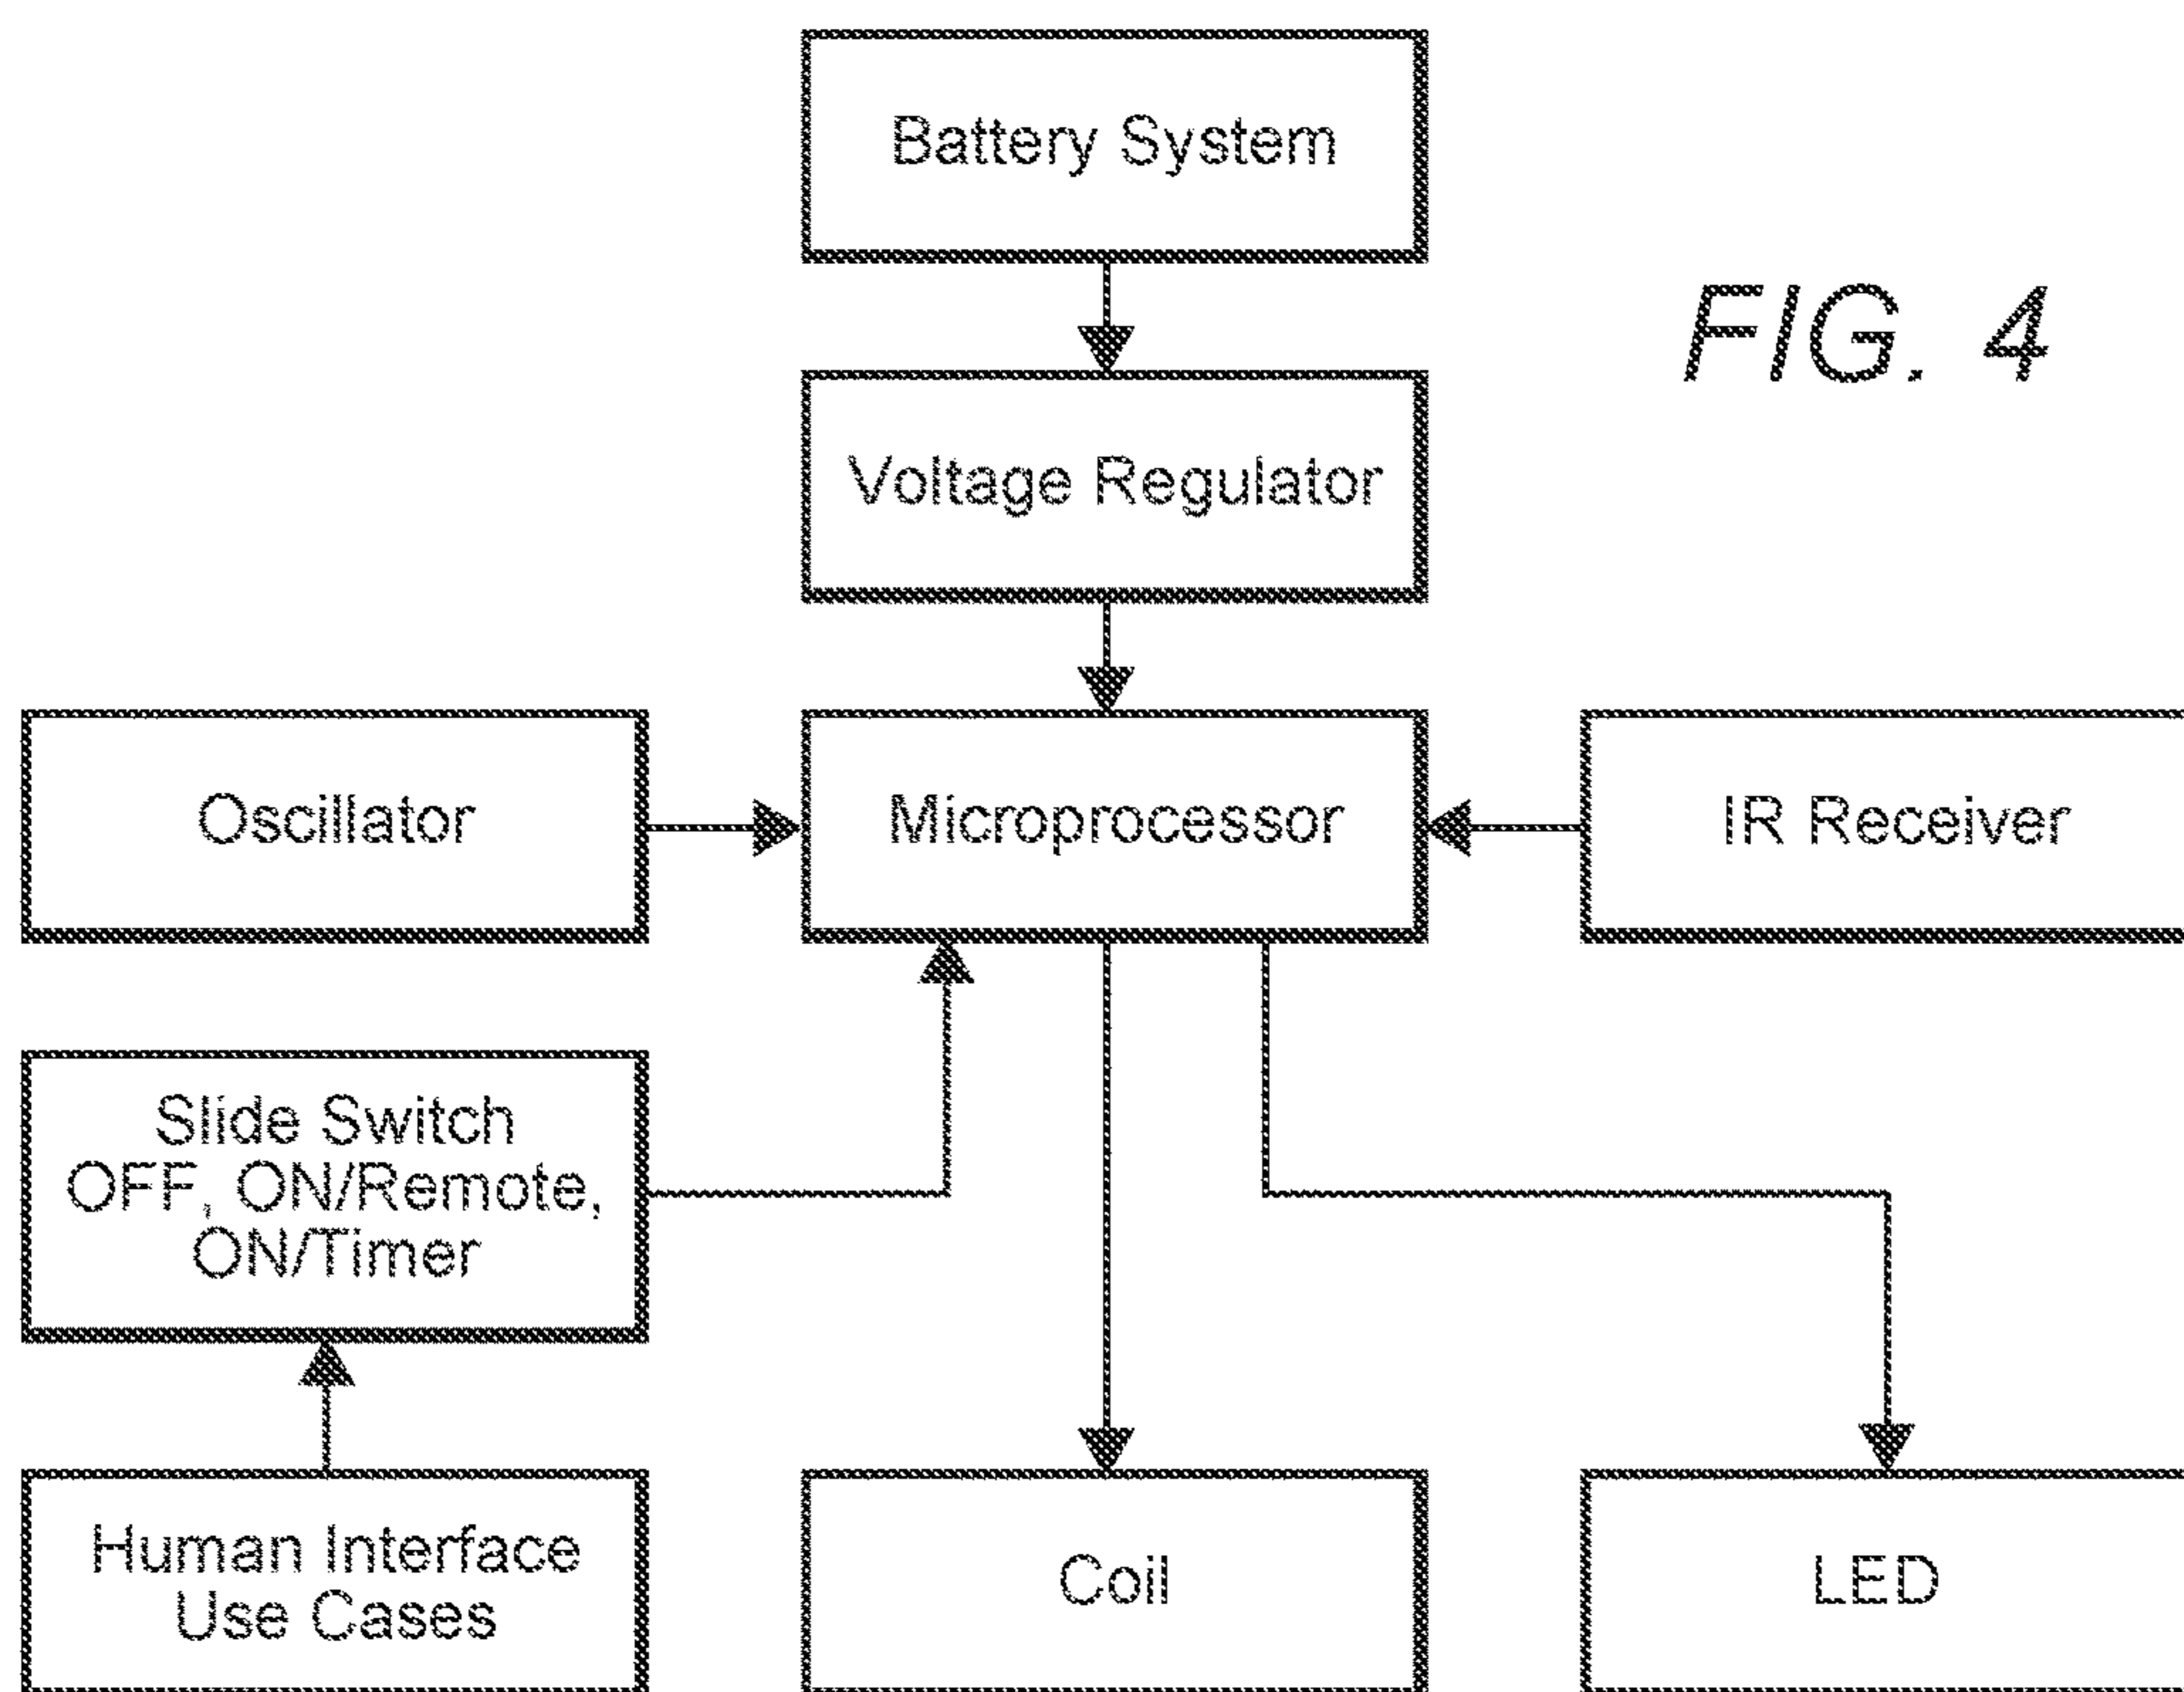 Battery System
FIG. 4
Voltage Regulator
Oscillator
Microprocessor
IR Receiver
Slide Switch
OFF, ON/Remote,
ON/Timer
Human Interface
Use Cases
Coil
LED